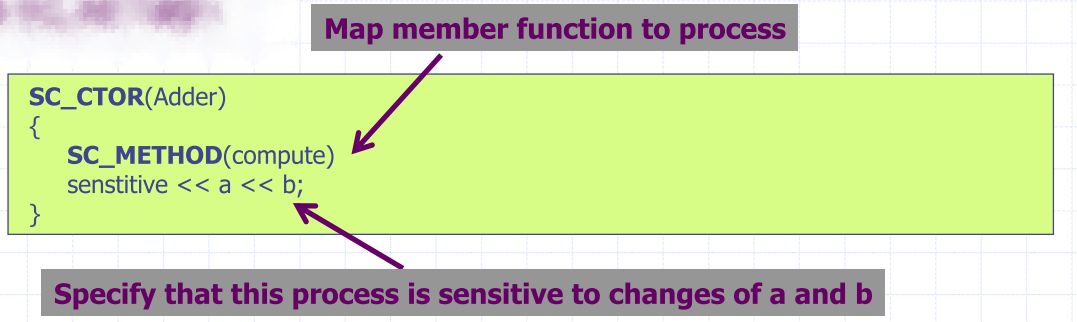 Map member function to process
SC_CTOR(Adder)
{
SC_METHOD(compute)
senstitive << a << b;
}
Specify that this process is sensitive to changes of a and b